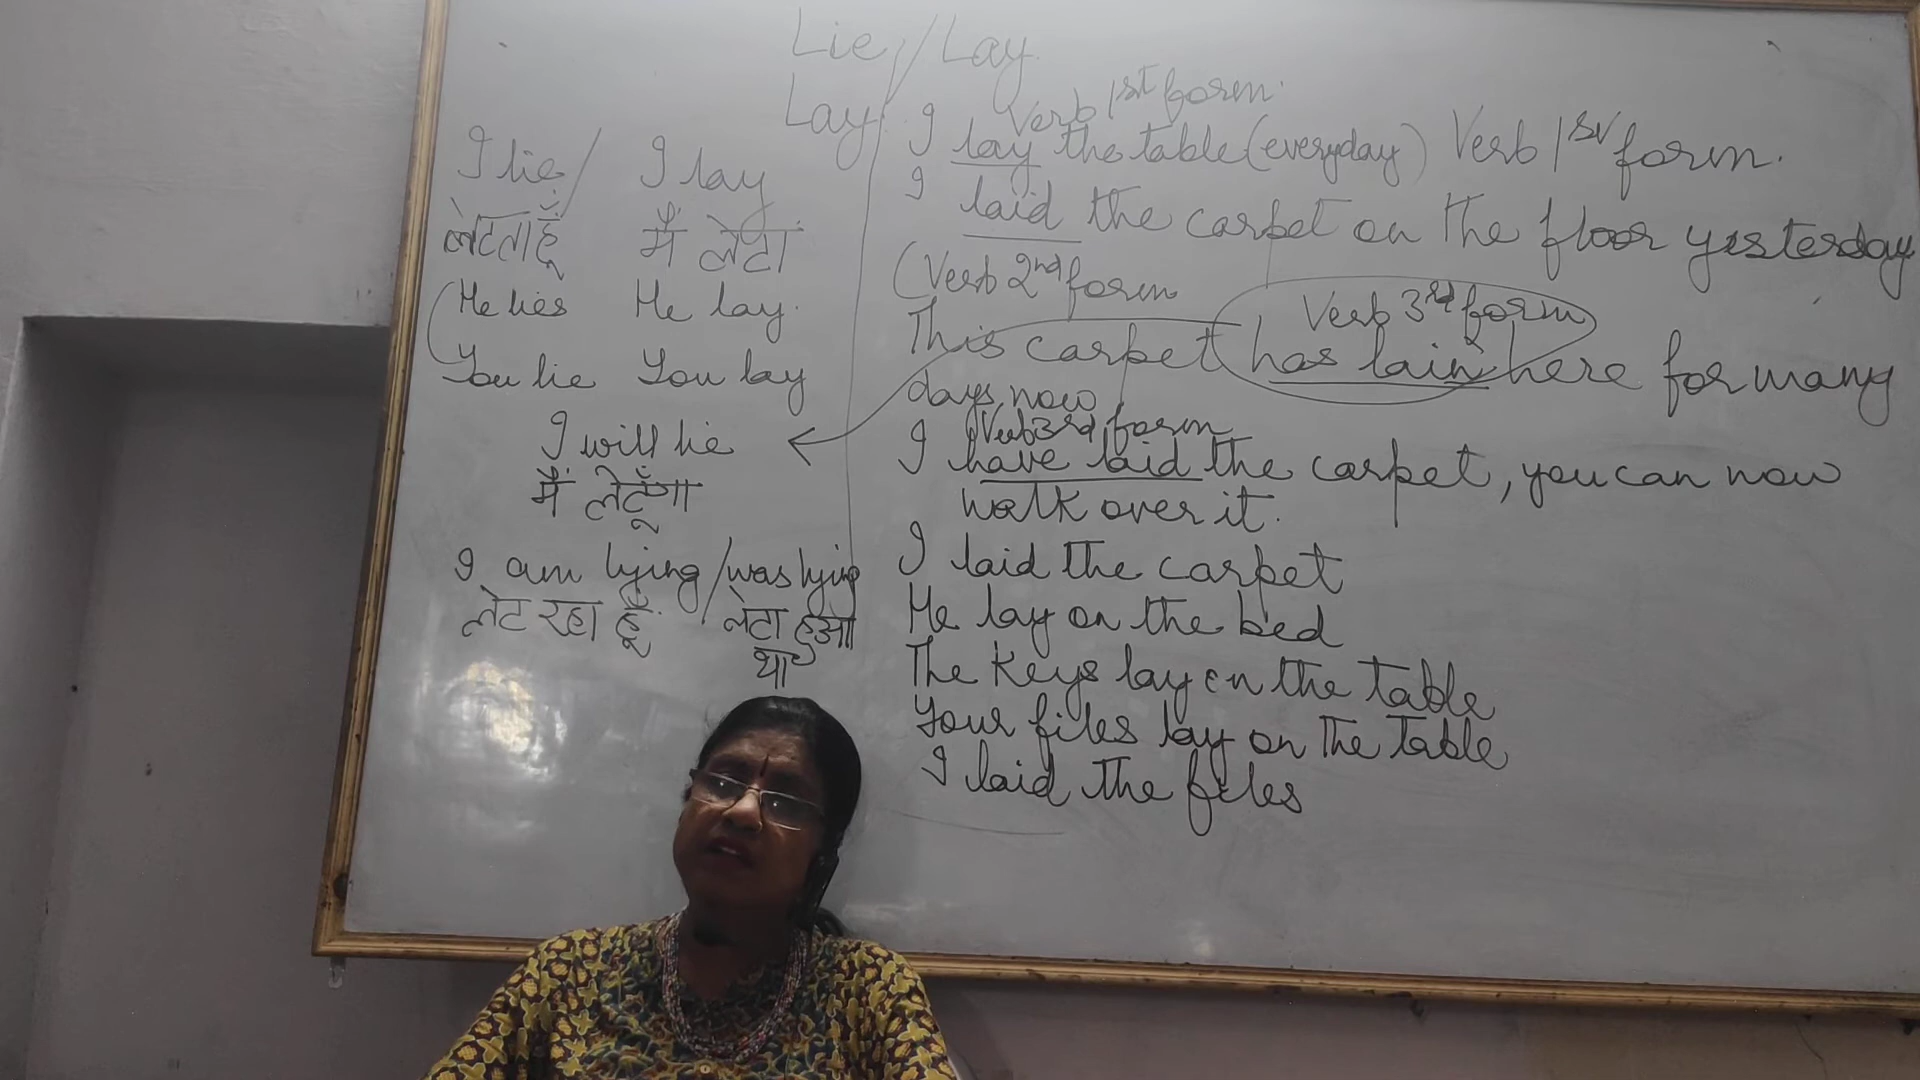 Lie / Lay
Lay
I lie / I lay
लेटता हूँ मैं लेटा
He lies He lay.
You lie You lay
I will lie
मैं लेटूँगा
I am lying / was lying
लेट रहा हूँ / लेटा हुआ
था
Verb 1st form.
I lay the table (everyday) Verb 1st form.
I laid the carpet on the floor yesterday
(Verb 2nd form
Verb 3rd form
This carpet has lain here for many
days now
Verb 3rd form
I have laid the carpet, you can now
walk over it.
I laid the carpet
He lay on the bed
The keys lay on the table
Your files lay on the table
I laid the files